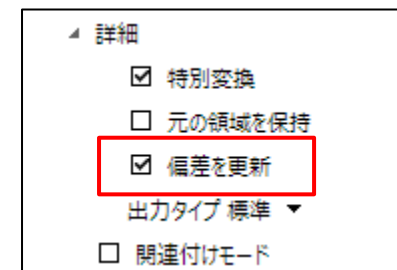 詳細
特別変換
元の領域を保持
偏差を更新
出力タイプ 標準
関連付けモード